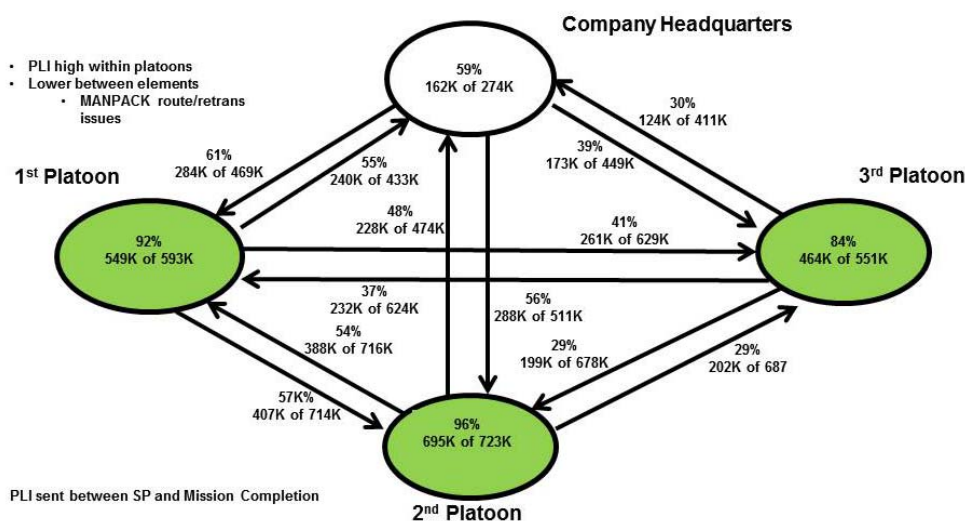 Company Headquarters
• PLI high within platoons
• Lower between elements
• MANPACK route/retrans
issues
59%
162K of 274K
30%
124K of 411K
39%
173K of 449K
61%
284K of 469K
55%
240K of 433K
1st Platoon
3rd Platoon
48%
228K of 474K
41%
261K of 629K
92%
549K of 593K
84%
464K of 551K
37%
232K of 624K
56%
288K of 511K
54%
388K of 716K
29%
199K of 678K
29%
202K of 687
57K%
407K of 714K
96%
695K of 723K
PLI sent between SP and Mission Completion
2nd Platoon